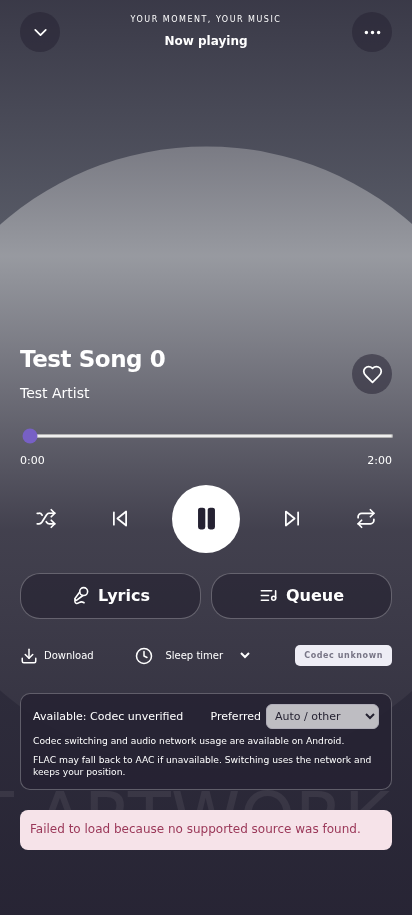 YOUR MOMENT, YOUR MUSIC
Now playing
Test Song 0
Test Artist
0:00
2:00
Lyrics
Queue
Download
Sleep timer
Codec unknown
Available: Codec unverified
Preferred
Auto / other
Codec switching and audio network usage are available on Android.
FLAC may fall back to AAC if unavailable. Switching uses the network and
keeps your position.
T ARTWORK
Failed to load because no supported source was found.